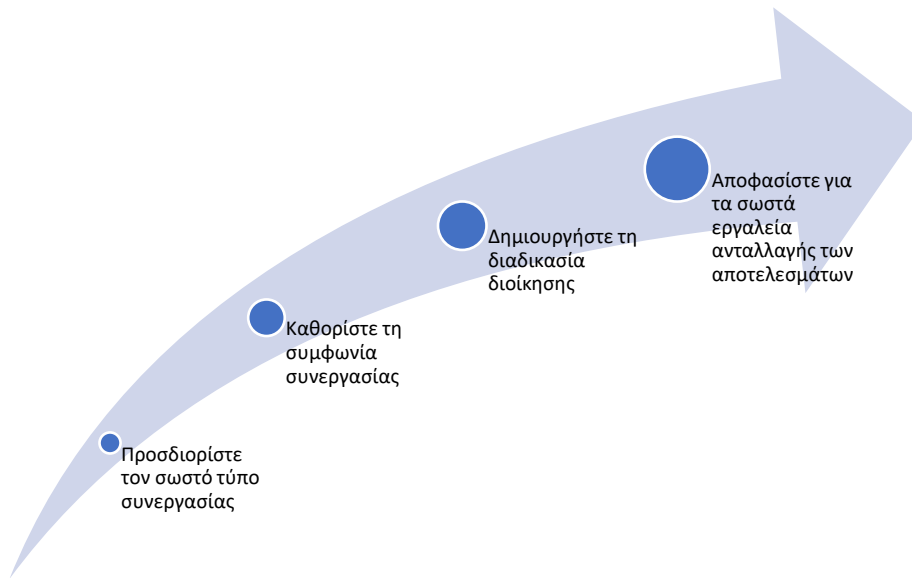 Προσδιορίστε
τον σωστό τύπο
συνεργασίας
Καθορίστε τη
συμφωνία
συνεργασίας
Δημιουργήστε τη
διαδικασία
διοίκησης
Αποφασίστε για
τα σωστά
εργαλεία
ανταλλαγής των
αποτελεσμάτων